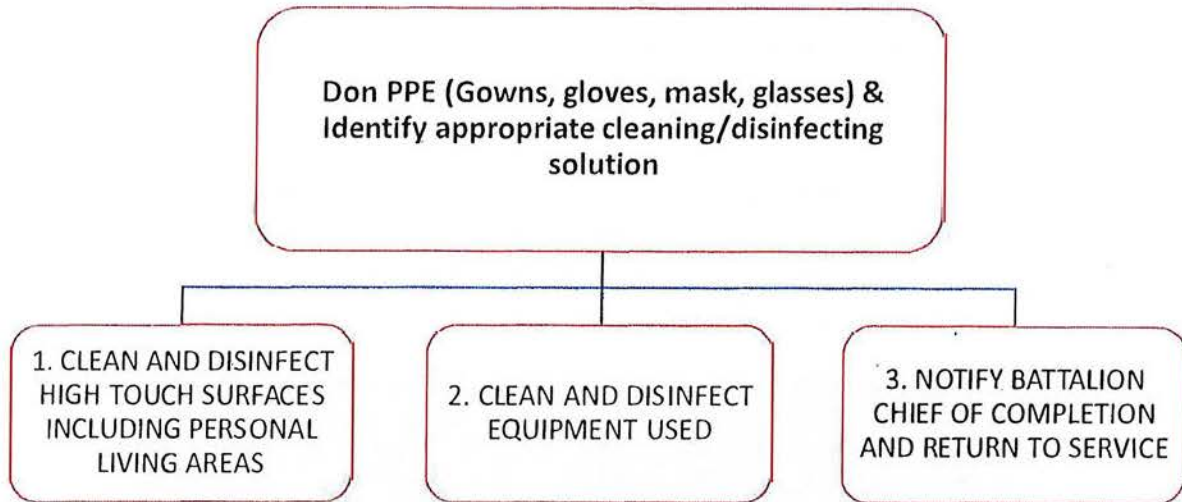 Don PPE (Gowns, gloves, mask, glasses) &
Identify appropriate cleaning/disinfecting
solution
1. CLEAN AND DISINFECT
HIGH TOUCH SURFACES
INCLUDING PERSONAL
LIVING AREAS
2. CLEAN AND DISINFECT
EQUIPMENT USED
3. NOTIFY BATTALION
CHIEF OF COMPLETION
AND RETURN TO SERVICE